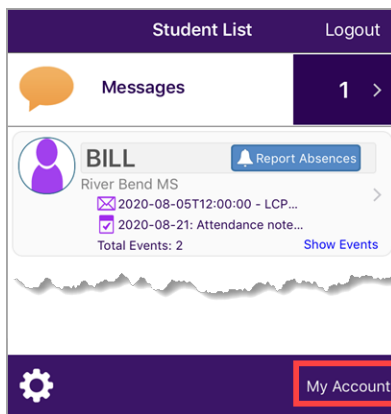 Student List Logout
Messages 1 >
BILL Report Absences
River Bend MS
2020-08-05T12:00:00 - LCP...
2020-08-21: Attendance note...
Total Events: 2 Show Events
My Account